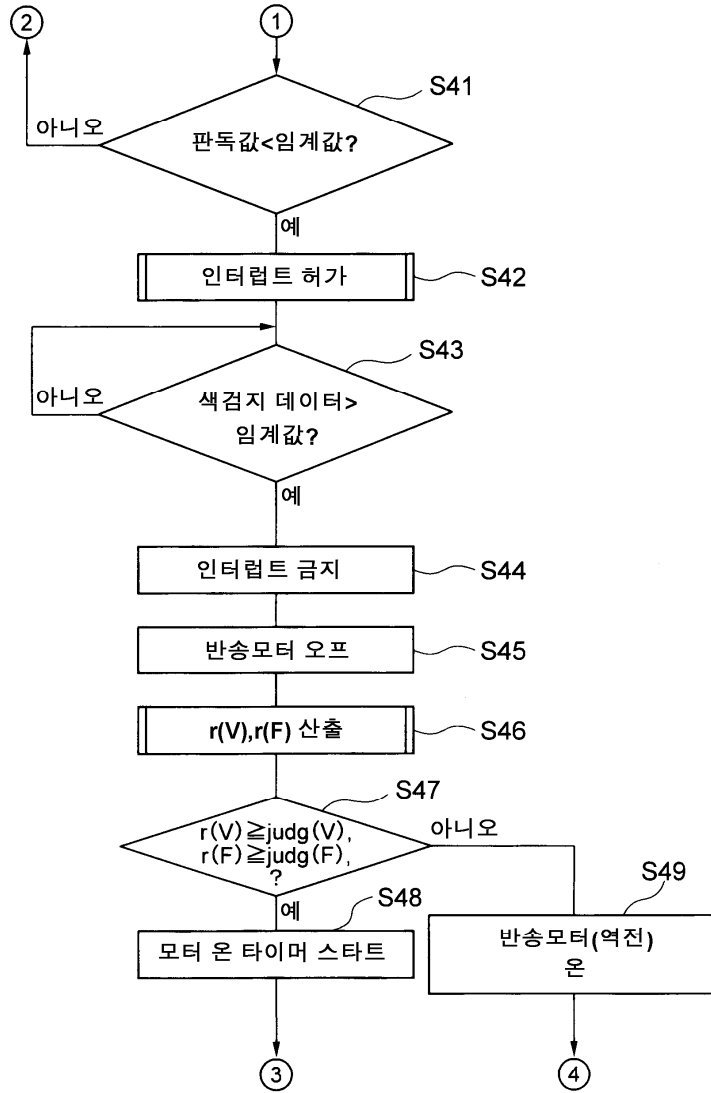 ② ①
S41
아니오
판독값<임계값?
예
인터럽트 허가
S42
S43
아니오
색검지 데이터>
임계값?
예
인터럽트 금지
S44
반송모터 오프
S45
r(V),r(F) 산출
S46
S47
r(V)≧judg(V),
r(F)≧judg(F),
?
아니오
예
S48
S49
모터 온 타이머 스타트
반송모터(역전)
온
③ ④